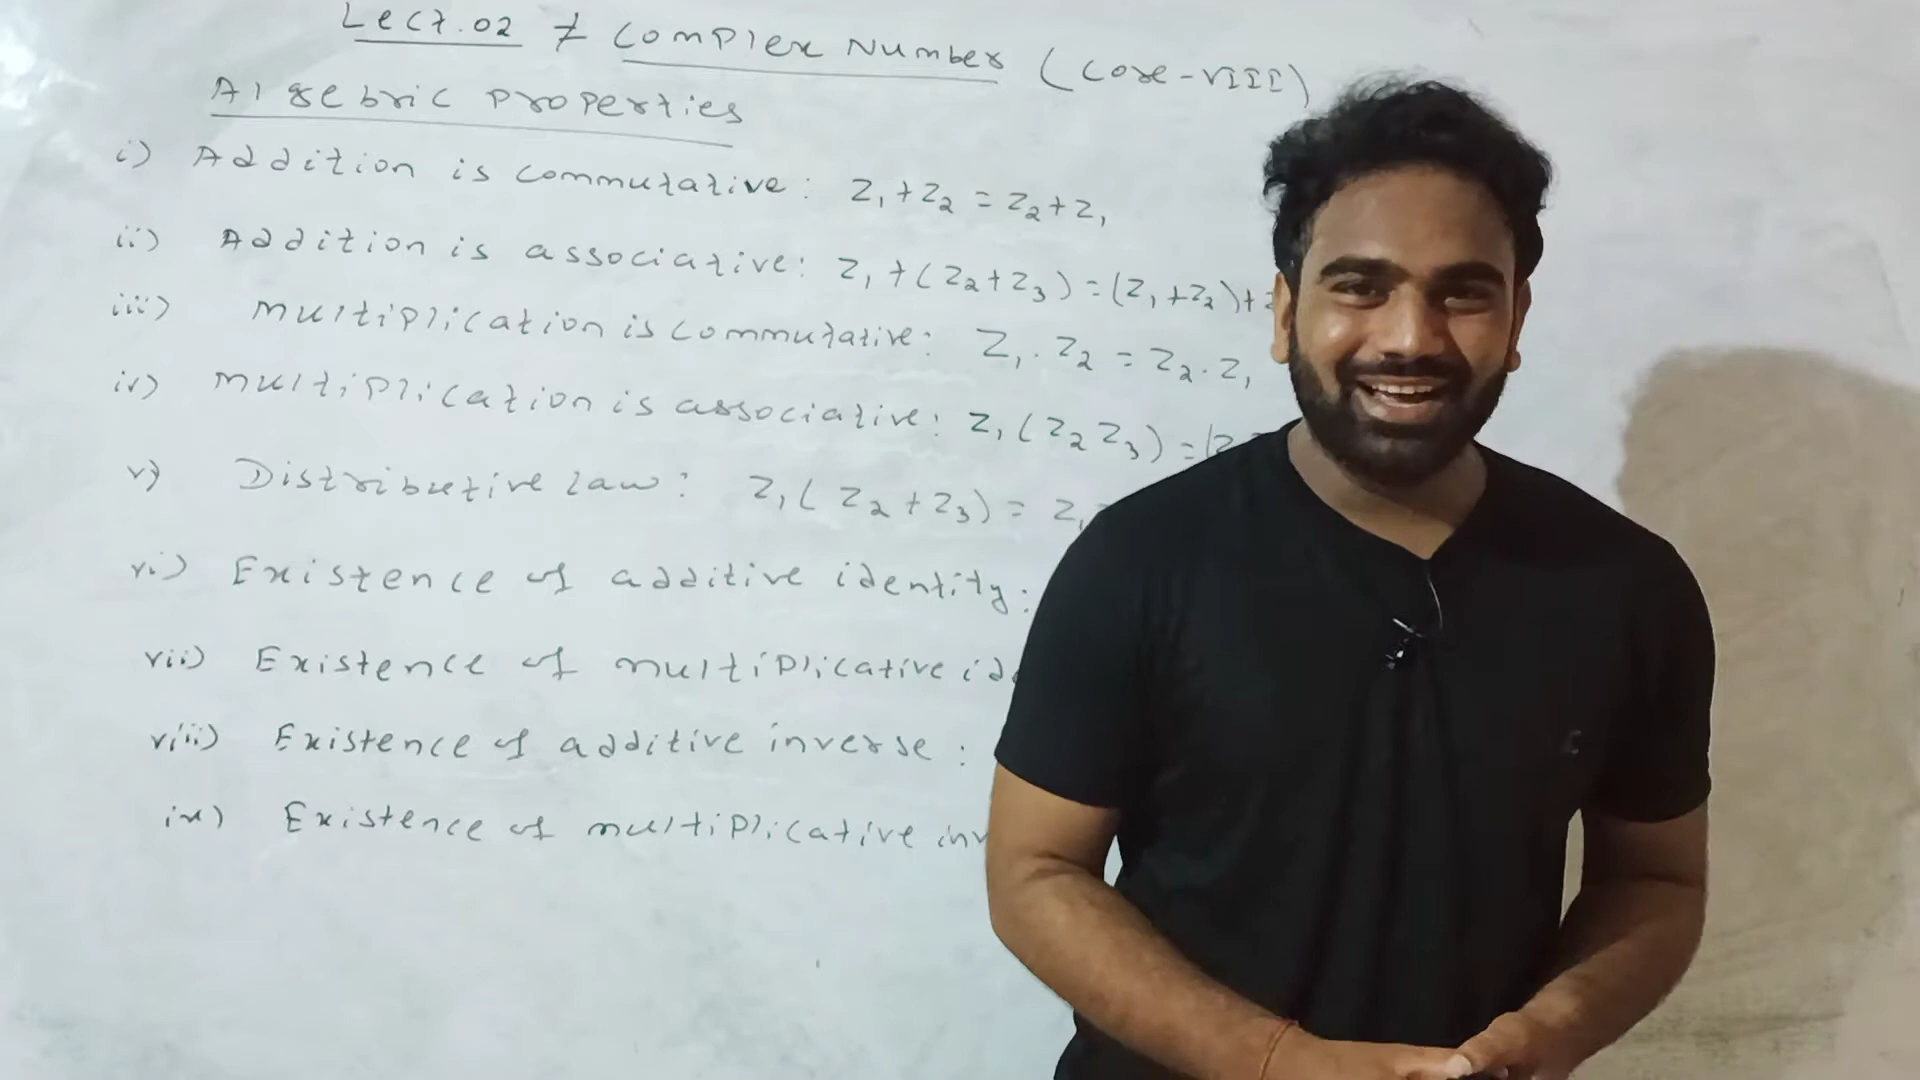 Lect.02 ≠ Complex Number (Core-VIII)
Algebric properties
i) Addition is commutative: z₁+z₂ = z₂+z₁
ii) Addition is associative: z₁+(z₂+z₃)=(z₁+z₂)+
iii) Multiplication is commutative: z₁.z₂ = z₂.z₁
iv) Multiplication is associative: z₁(z₂z₃)=(z
v) Distributive law: z₁(z₂+z₃)= z₁
vi) Existence of additive identity:
vii) Existence of multiplicative id
viii) Existence of additive inverse:
ix) Existence of multiplicative inv